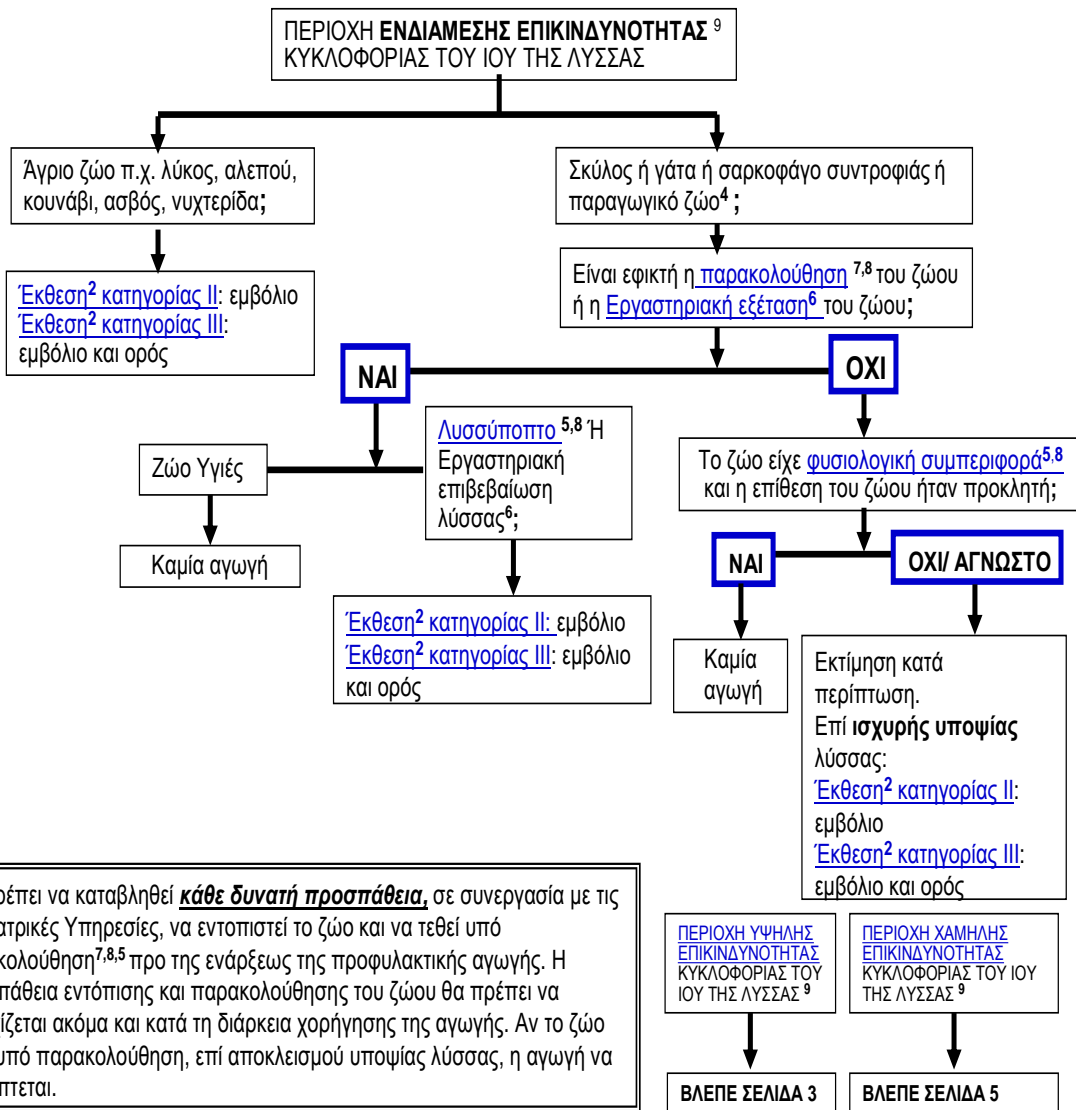 ΠΕΡΙΟΧΗ ΕΝΔΙΑΜΕΣΗΣ ΕΠΙΚΙΝΔΥΝΟΤΗΤΑΣ 9
ΚΥΚΛΟΦΟΡΙΑΣ ΤΟΥ ΙΟΥ ΤΗΣ ΛΥΣΣΑΣ
Άγριο ζώο π.χ. λύκος, αλεπού,
κουνάβι, ασβός, νυχτερίδα;
Έκθεση2 κατηγορίας ΙΙ: εμβόλιο
Έκθεση2 κατηγορίας ΙΙΙ:
εμβόλιο και ορός
Σκύλος ή γάτα ή σαρκοφάγο συντροφιάς ή
παραγωγικό ζώο4 ;
Είναι εφικτή η παρακολούθηση 7,8 του ζώου
ή η Εργαστηριακή εξέταση6 του ζώου;
ΝΑΙ
ΟΧΙ
Ζώο Υγιές
Καμία αγωγή
Λυσσύποπτο 5,8 Ή
Εργαστηριακή
επιβεβαίωση
λύσσας6;
Έκθεση2 κατηγορίας ΙΙ: εμβόλιο
Έκθεση2 κατηγορίας ΙΙΙ: εμβόλιο
και ορός
Το ζώο είχε φυσιολογική συμπεριφορά5,8
και η επίθεση του ζώου ήταν προκλητή;
ΝΑΙ
ΟΧΙ/ ΑΓΝΩΣΤΟ
Καμία
αγωγή
Εκτίμηση κατά
περίπτωση.
Επί ισχυρής υποψίας
λύσσας:
Έκθεση2 κατηγορίας ΙΙ:
εμβόλιο
Έκθεση2 κατηγορίας ΙΙΙ:
εμβόλιο και ορός
ρέπει να καταβληθεί κάθε δυνατή προσπάθεια, σε συνεργασία με τις
ατρικές Υπηρεσίες, να εντοπιστεί το ζώο και να τεθεί υπό
κολούθηση7,8,5 προ της ενάρξεως της προφυλακτικής αγωγής. Η
πάθεια εντόπισης και παρακολούθησης του ζώου θα πρέπει να
ίζεται ακόμα και κατά τη διάρκεια χορήγησης της αγωγής. Αν το ζώο
υπό παρακολούθηση, επί αποκλεισμού υποψίας λύσσας, η αγωγή να
πτεται.
ΠΕΡΙΟΧΗ ΥΨΗΛΗΣ
ΕΠΙΚΙΝΔΥΝΟΤΗΤΑΣ
ΚΥΚΛΟΦΟΡΙΑΣ ΤΟΥ
ΙΟΥ ΤΗΣ ΛΥΣΣΑΣ 9
ΒΛΕΠΕ ΣΕΛΙΔΑ 3
ΠΕΡΙΟΧΗ ΧΑΜΗΛΗΣ
ΕΠΙΚΙΝΔΥΝΟΤΗΤΑΣ
ΚΥΚΛΟΦΟΡΙΑΣ ΤΟΥ ΙΟΥ
ΤΗΣ ΛΥΣΣΑΣ 9
ΒΛΕΠΕ ΣΕΛΙΔΑ 5